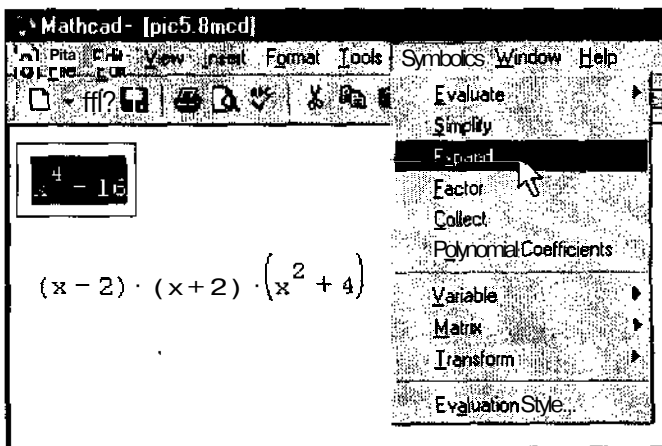 Mathcad - [pic5.8mcd]
View Insert Format Tools Symbolics Window Help
Evaluate
Simplify
Expand
Factor
Collect
Polynomial Coefficients
Variable
Matrix
Transform
Evaluation Style...
x^4 - 16
(x - 2) · (x + 2) · (x^2 + 4)